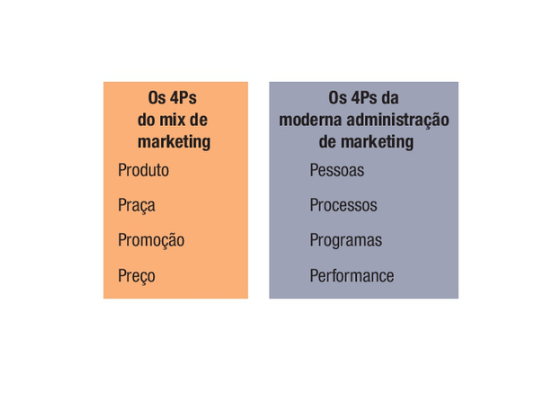 Os 4Ps
do mix de
marketing
Produto
Praça
Promoção
Preço
Os 4Ps da
moderna administração
de marketing
Pessoas
Processos
Programas
Performance